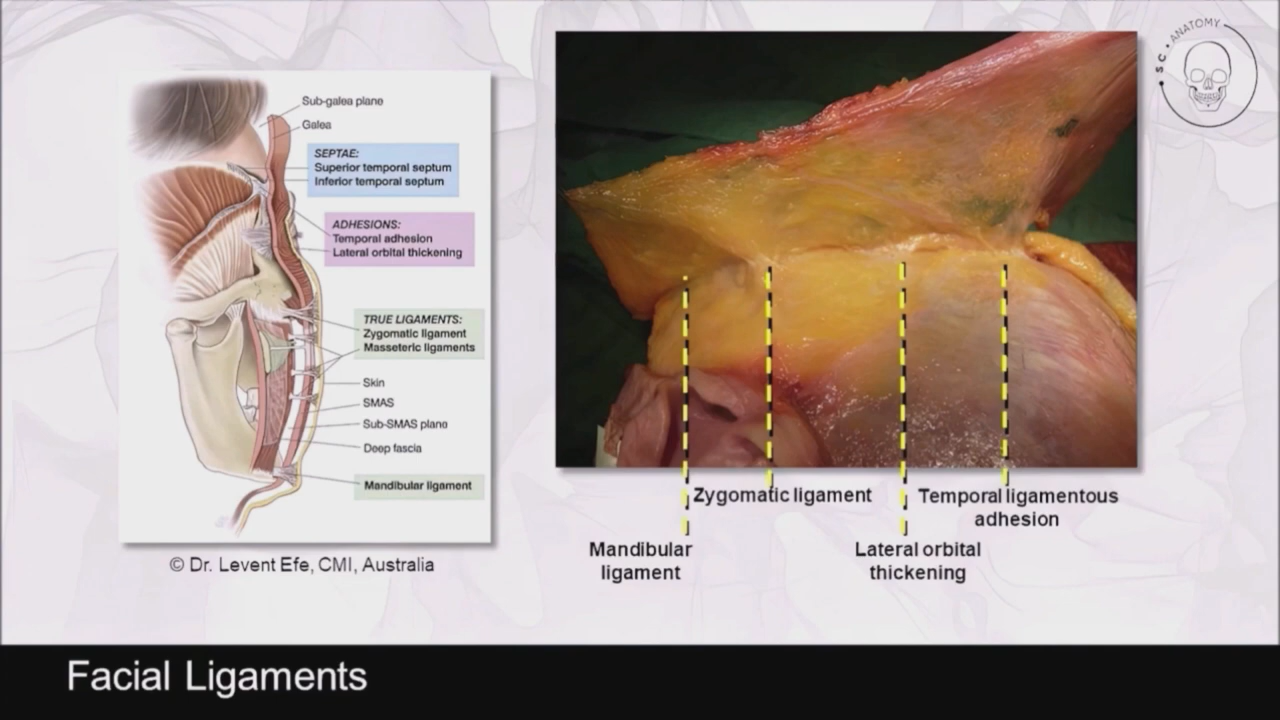 SC • ANATOMY •
Sub-galea plane
Galea
SEPTAE:
Superior temporal septum
Inferior temporal septum
ADHESIONS:
Temporal adhesion
Lateral orbital thickening
TRUE LIGAMENTS:
Zygomatic ligament
Masseteric ligaments
Skin
SMAS
Sub-SMAS plane
Deep fascia
Mandibular ligament
© Dr. Levent Efe, CMI, Australia
Zygomatic ligament
Temporal ligamentous
adhesion
Mandibular
ligament
Lateral orbital
thickening
Facial Ligaments